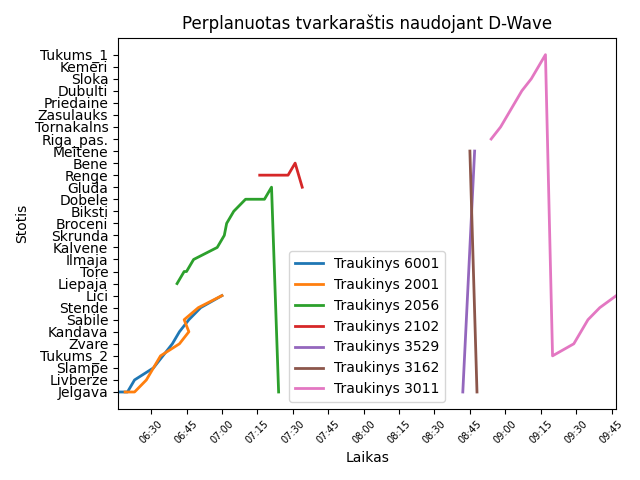 Perplanuotas tvarkaraštis naudojant D-Wave
Stotis
Tukums_1
Kemeri
Sloka
Dubulti
Priedaine
Zasulauks
Tornakalns
Riga_pas.
Meitene
Bene
Renge
Gluda
Dobele
Biksti
Broceni
Skrunda
Kalvene
Ilmaja
Tore
Liepaja
Lici
Stende
Sabile
Kandava
Zvare
Tukums_2
Slampe
Livberze
Jelgava
Traukinys 6001
Traukinys 2001
Traukinys 2056
Traukinys 2102
Traukinys 3529
Traukinys 3162
Traukinys 3011
06:30 06:45 07:00 07:15 07:30 07:45 08:00 08:15 08:30 08:45 09:00 09:15 09:30 09:45
Laikas